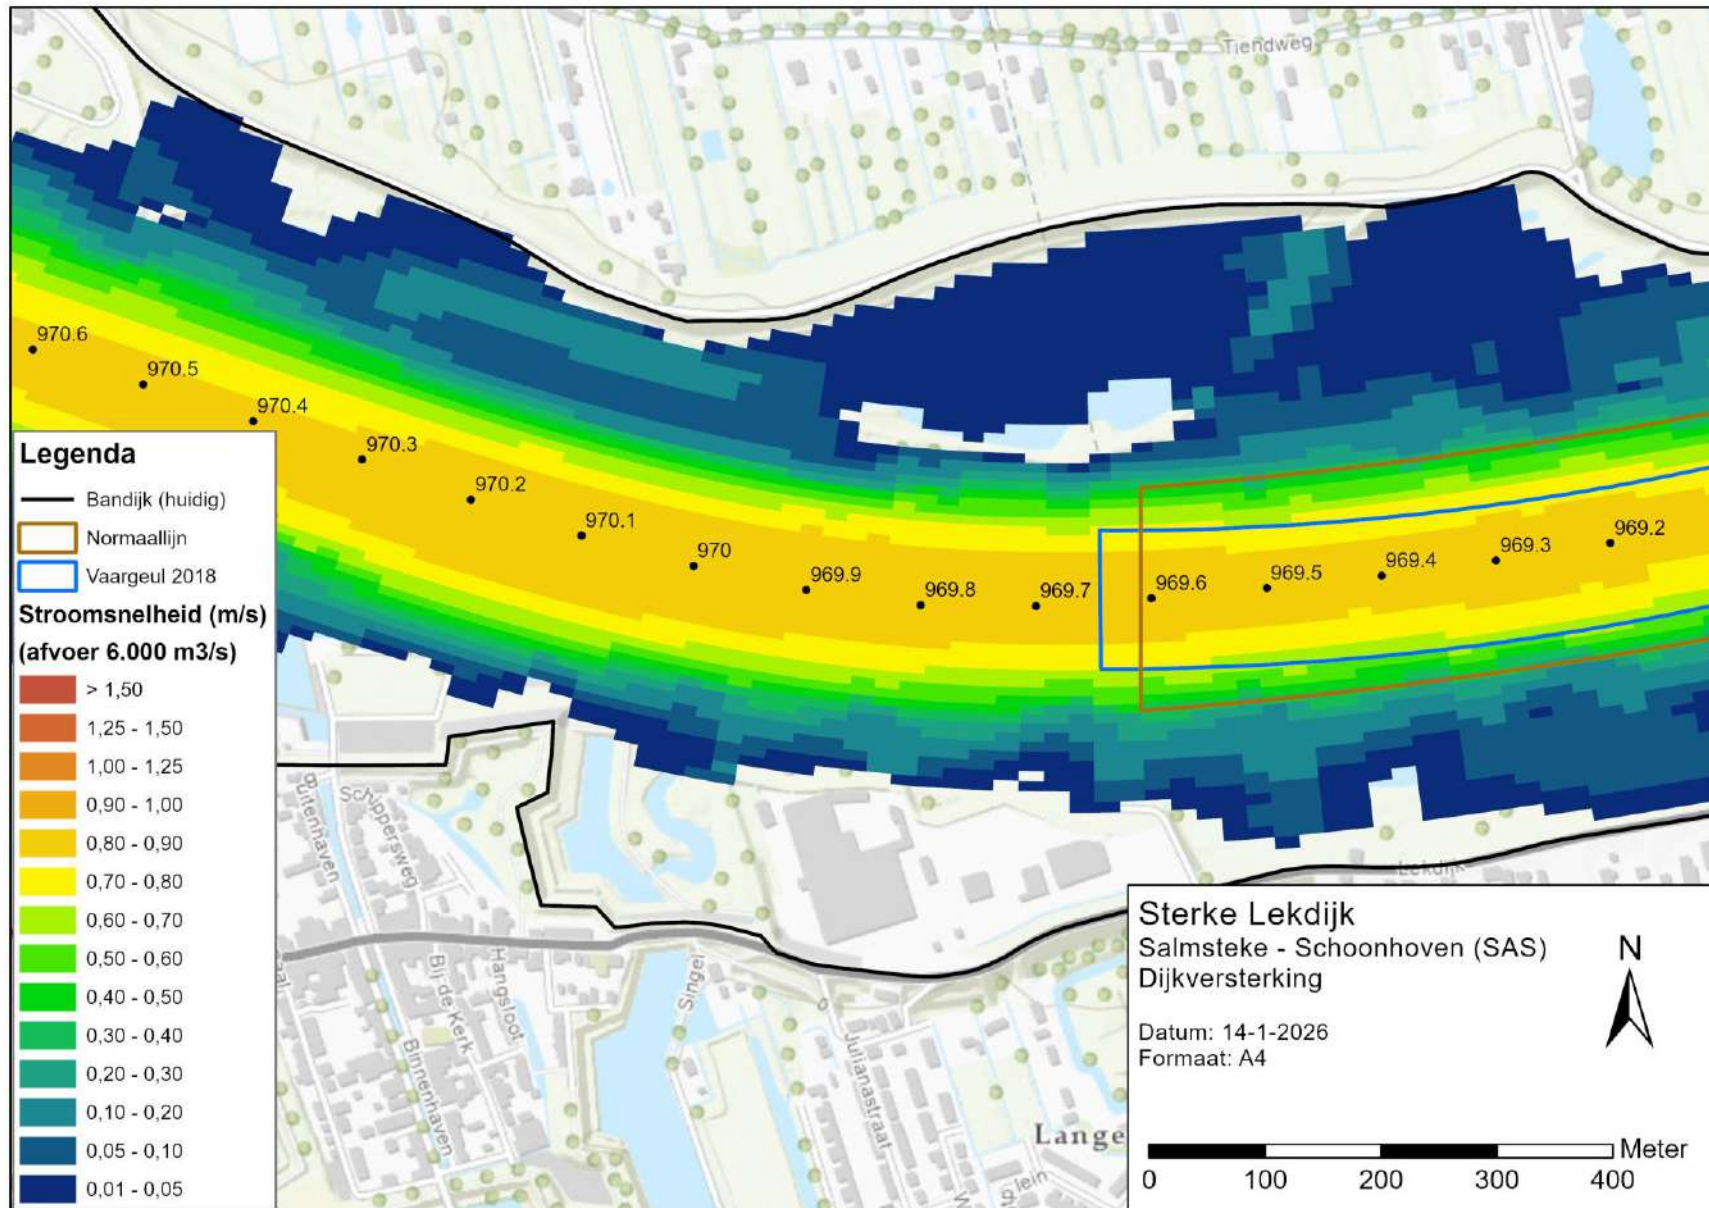 Tiendweg
970.6
970.5
970.4
970.3
970.2
970.1
970
969.9
969.8
969.7
969.6
969.5
969.4
969.3
969.2
Legenda
Bandijk (huidig)
Normaallijn
Vaargeul 2018
Stroomsnelheid (m/s)
(afvoer 6.000 m3/s)
> 1,50
1,25 - 1,50
1,00 - 1,25
0,90 - 1,00
0,80 - 0,90
0,70 - 0,80
0,60 - 0,70
0,50 - 0,60
0,40 - 0,50
0,30 - 0,40
0,20 - 0,30
0,10 - 0,20
0,05 - 0,10
0,01 - 0,05
Buitenhaven
Schippersweg
Bij de Kerk
Hangsloot
Binnenhaven
Singel
Julianastraat
Lange
plein
Lekdijk
Sterke Lekdijk
Salmsteke - Schoonhoven (SAS)
Dijkversterking
Datum: 14-1-2026
Formaat: A4
N
Meter
0 100 200 300 400